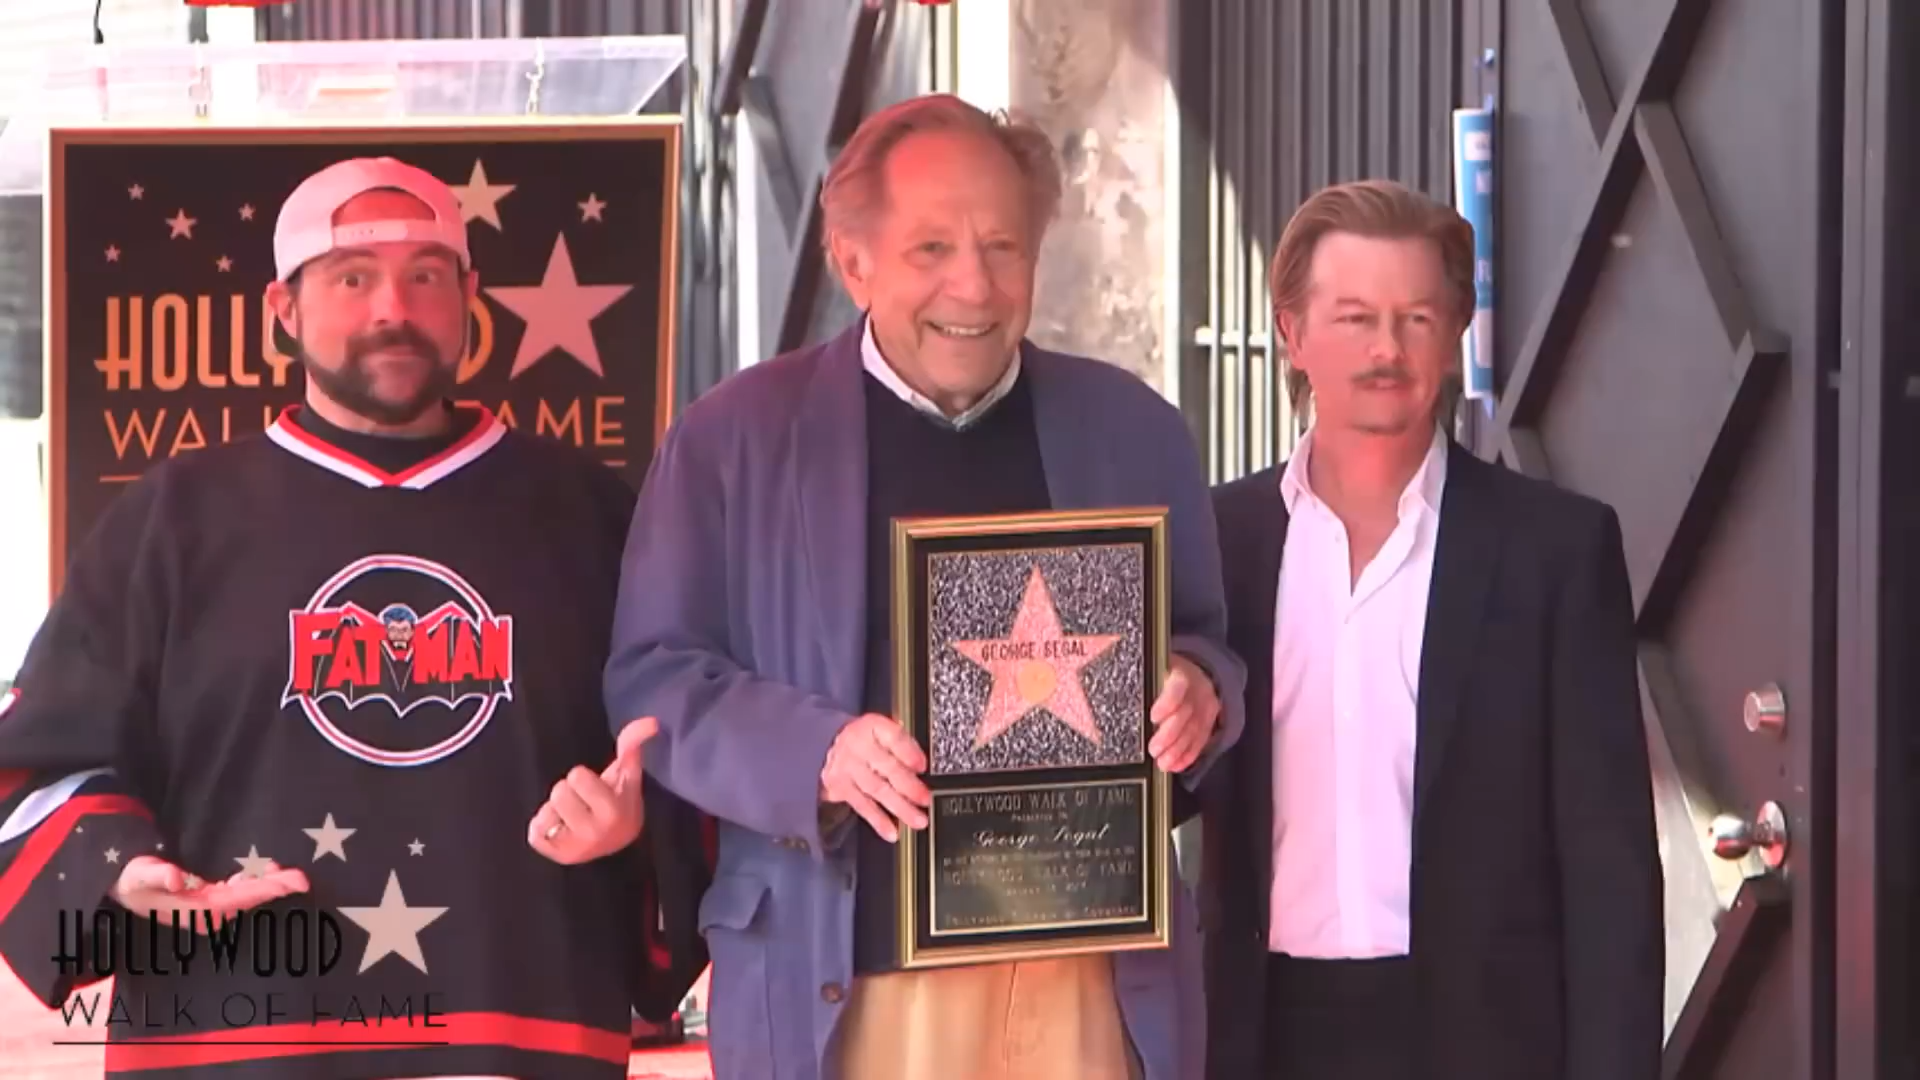 HOLLYWOOD
WALK OF FAME
FATMAN
GEORGE SEGAL
HOLLYWOOD WALK OF FAME
George Segal
HOLLYWOOD WALK OF FAME
HOLLYWOOD
WALK OF FAME